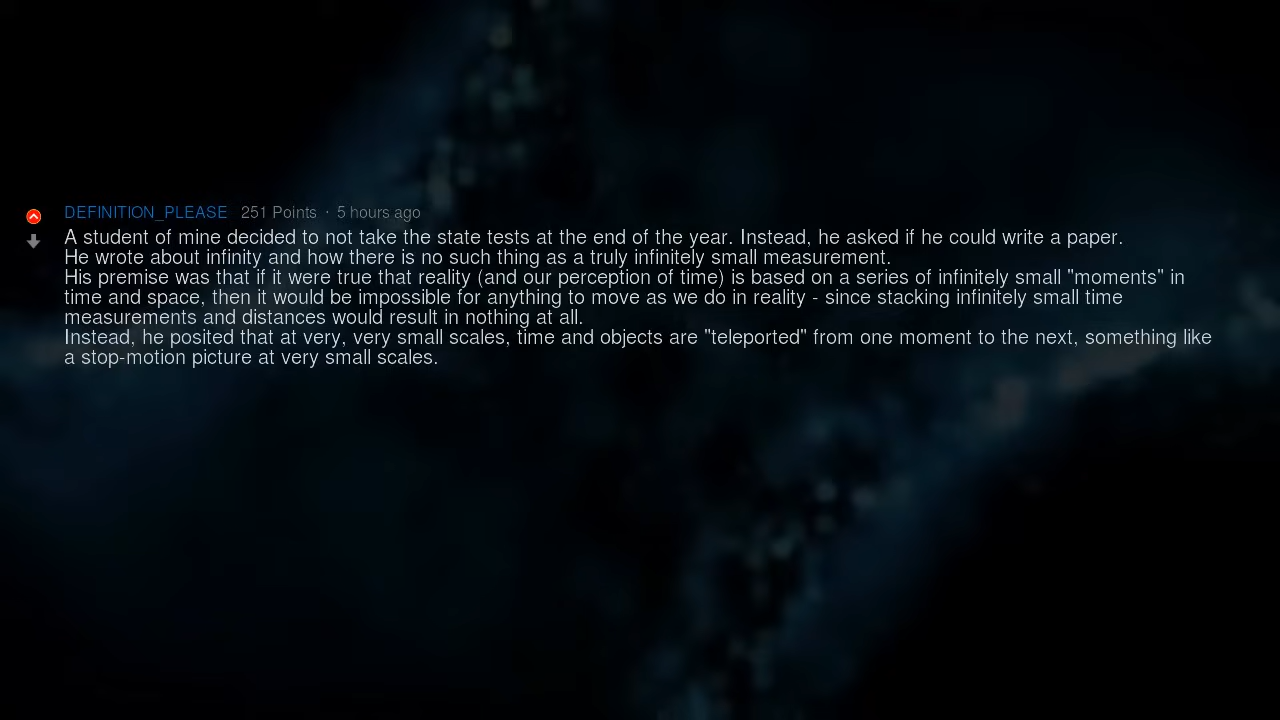 DEFINITION_PLEASE 251 Points · 5 hours ago
A student of mine decided to not take the state tests at the end of the year. Instead, he asked if he could write a paper.
He wrote about infinity and how there is no such thing as a truly infinitely small measurement.
His premise was that if it were true that reality (and our perception of time) is based on a series of infinitely small "moments" in
time and space, then it would be impossible for anything to move as we do in reality - since stacking infinitely small time
measurements and distances would result in nothing at all.
Instead, he posited that at very, very small scales, time and objects are "teleported" from one moment to the next, something like
a stop-motion picture at very small scales.